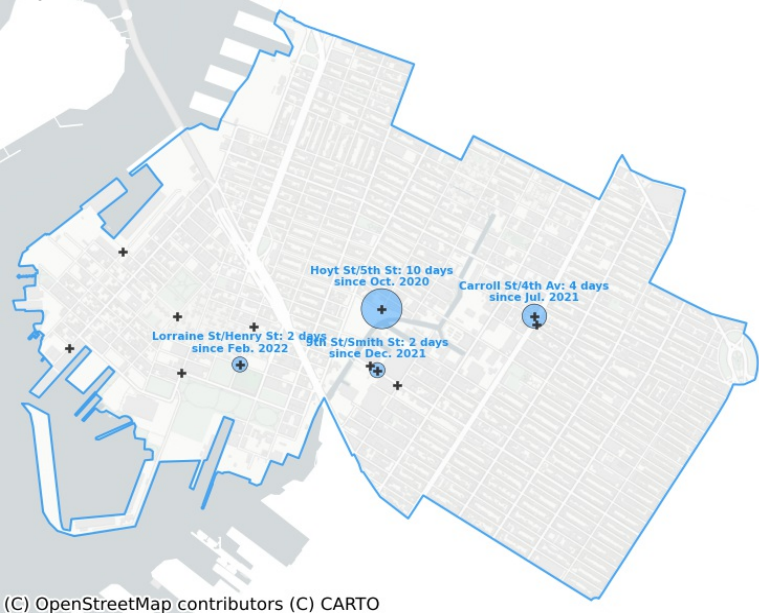 Hoyt St/5th St: 10 days
since Oct. 2020
Carroll St/4th Av: 4 days
since Jul. 2021
Lorraine St/Henry St: 2 days
since Feb. 2022
9th St/Smith St: 2 days
since Dec. 2021
(C) OpenStreetMap contributors (C) CARTO